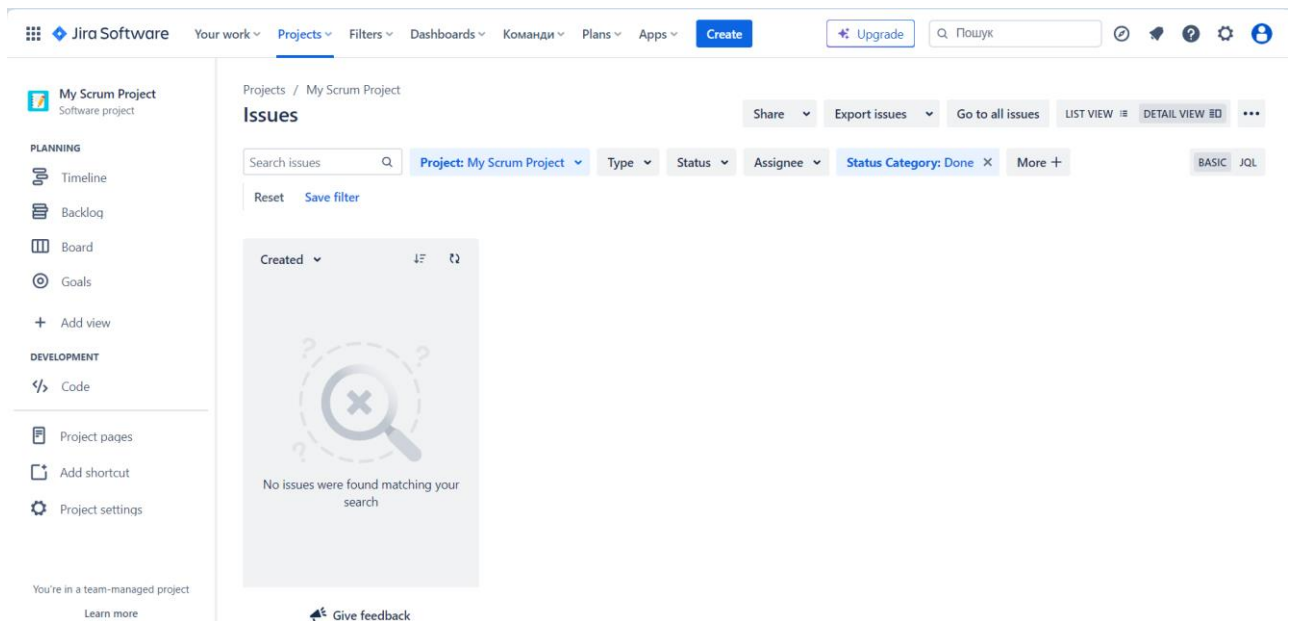 Jira Software Your work Projects Filters Dashboards Команди Plans Apps Create Upgrade Пошук
My Scrum Project
Software project
PLANNING
Timeline
Backlog
Board
Goals
Add view
DEVELOPMENT
Code
Project pages
Add shortcut
Project settings
You're in a team-managed project
Learn more
Projects / My Scrum Project
Issues
Share Export issues Go to all issues LIST VIEW DETAIL VIEW
Search issues Project: My Scrum Project Type Status Assignee Status Category: Done More BASIC JQL
Reset Save filter
Created
No issues were found matching your
search
Give feedback